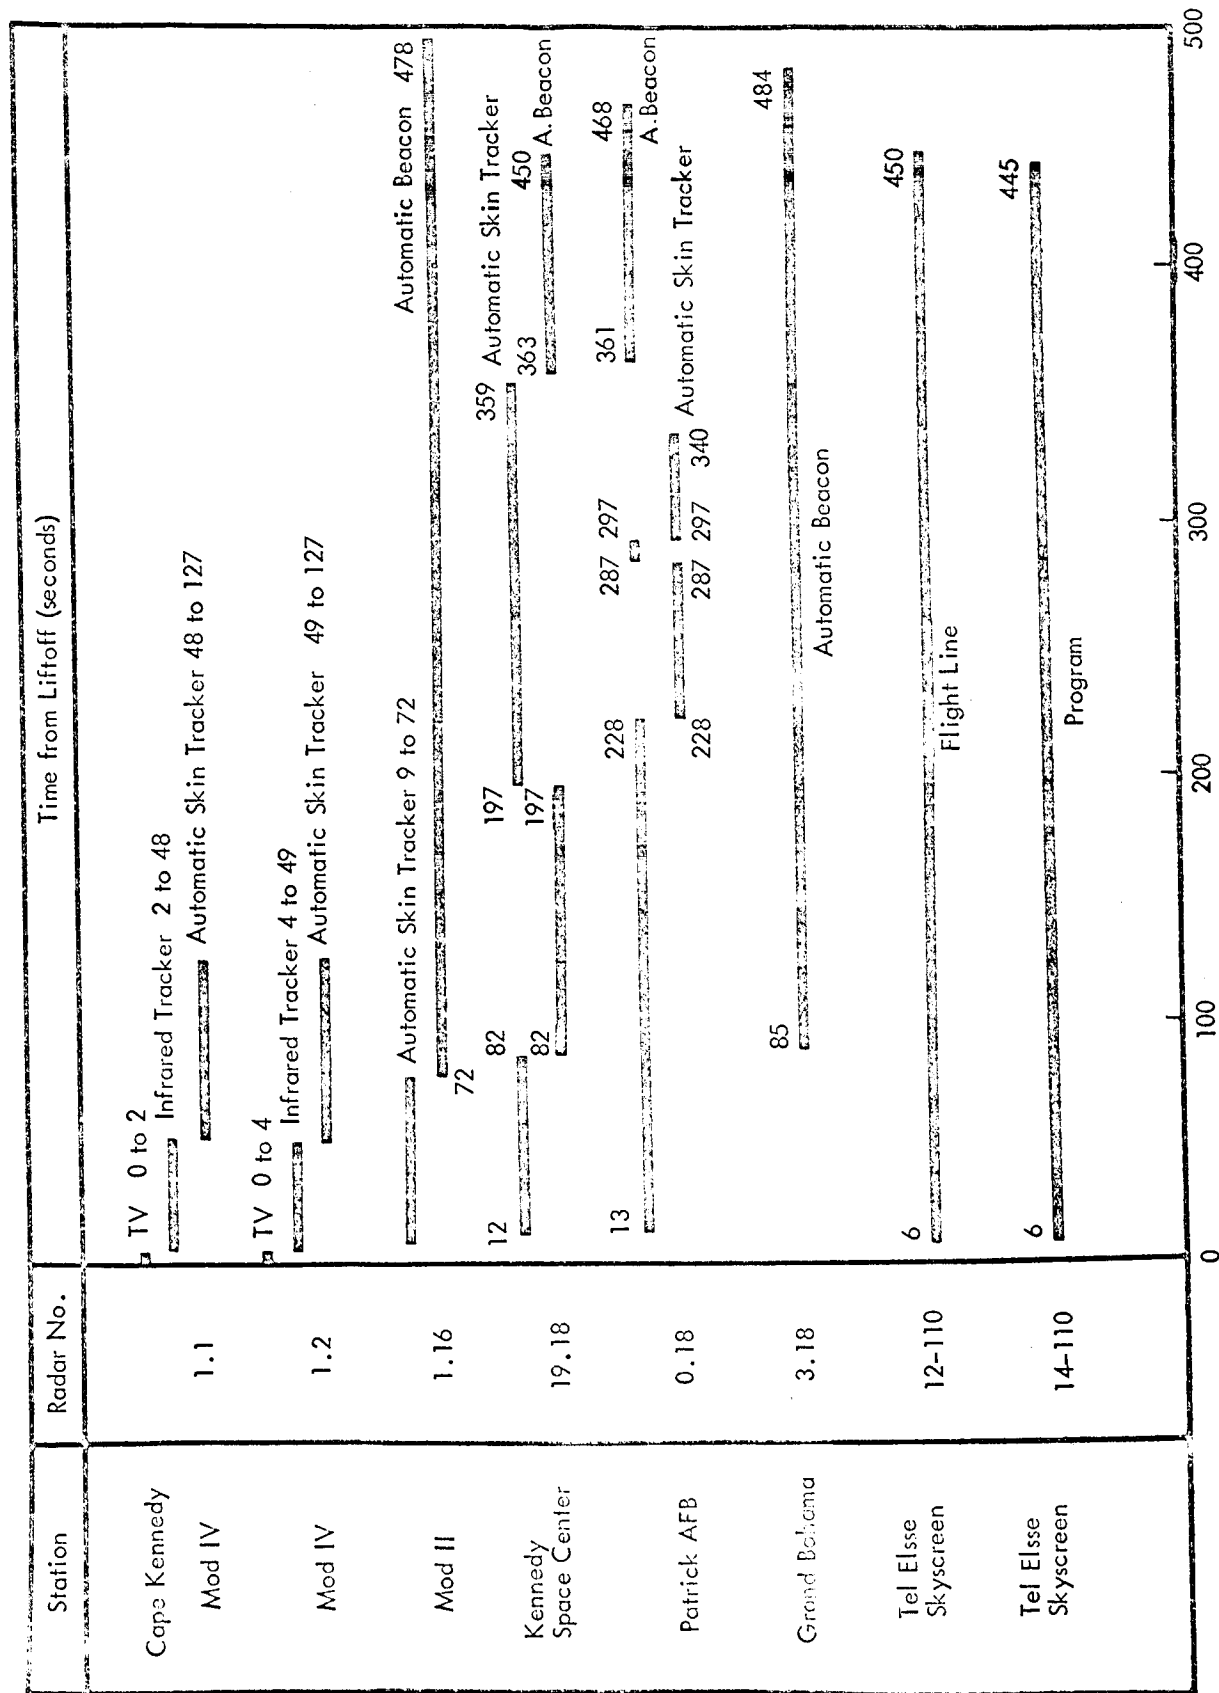 Station
Radar No.
Time from Liftoff (seconds)
Cape Kennedy
TV 0 to 2
Infrared Tracker 2 to 48
Mod IV
1.1
Automatic Skin Tracker 48 to 127
TV 0 to 4
Infrared Tracker 4 to 49
Mod IV
1.2
Automatic Skin Tracker 49 to 127
Automatic Skin Tracker 9 to 72
Automatic Beacon 478
Mod II
1.16
72
12
82
197
359
Automatic Skin Tracker
Kennedy
Space Center
19.18
82
197
363
450
A. Beacon
13
228
287
297
361
468
A. Beacon
Patrick AFB
0.18
228
287
297
340
Automatic Skin Tracker
85
484
Grand Bahama
3.18
Automatic Beacon
6
450
Tel Elsse
Skyscreen
12-110
Flight Line
6
445
Tel Elsse
Skyscreen
14-110
Program
0
100
200
300
400
500